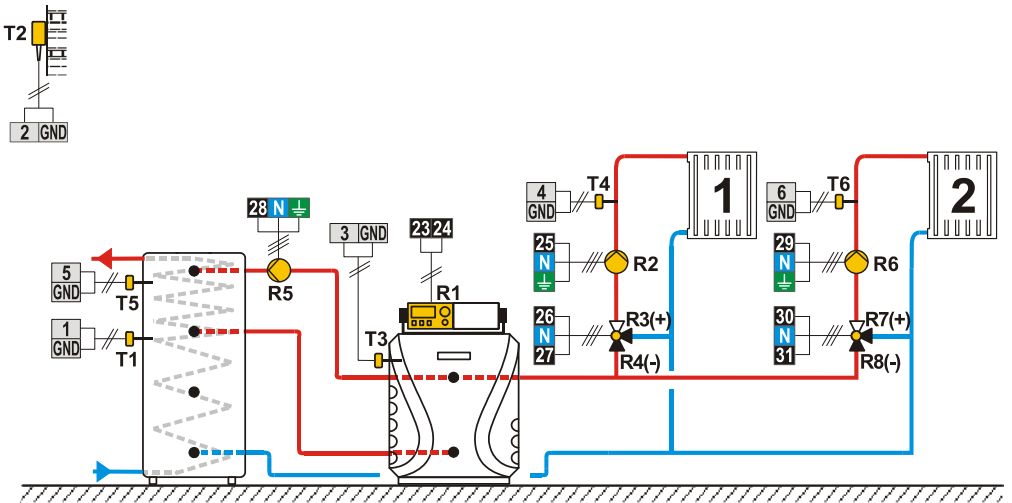 T2
2 GND
28 N
R5
3 GND
23 24
R1
T3
5
GND
T5
1
GND
T1
4
GND
T4
1
25
N
R2
26
N
27
R3(+)
R4(-)
6
GND
T6
2
29
N
R6
30
N
31
R7(+)
R8(-)